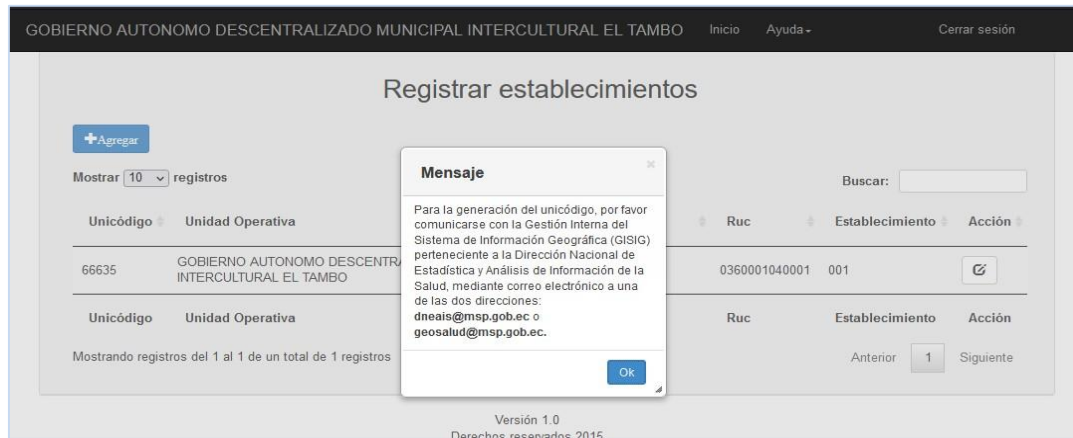 GOBIERNO AUTONOMO DESCENTRALIZADO MUNICIPAL INTERCULTURAL EL TAMBO Inicio Ayuda Cerrar sesión
Registrar establecimientos
Agregar
Mostrar 10 registros
Buscar:
Unicódigo Unidad Operativa Ruc Establecimiento Acción
66635 GOBIERNO AUTONOMO DESCENTRA
INTERCULTURAL EL TAMBO
0360001040001 001
Unicódigo Unidad Operativa Ruc Establecimiento Acción
Mostrando registros del 1 al 1 de un total de 1 registros
Anterior 1 Siguiente
Mensaje
Para la generación del unicódigo, por favor
comunicarse con la Gestión Interna del
Sistema de Información Geográfica (GISIG)
perteneciente a la Dirección Nacional de
Estadística y Análisis de Información de la
Salud, mediante correo electrónico a una
de las dos direcciones:
dneais@msp.gob.ec o
geosalud@msp.gob.ec.
Ok
Versión 1.0
Derechos reservados 2015